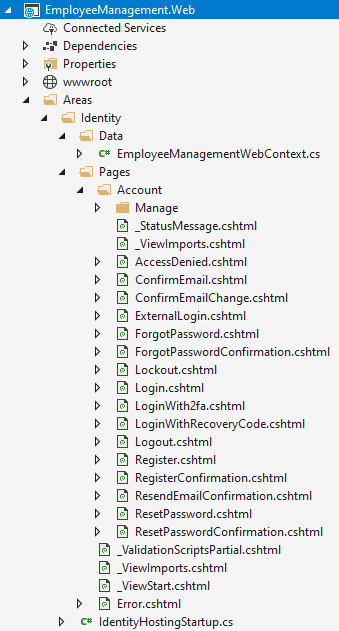 EmployeeManagement.Web
Connected Services
Dependencies
Properties
wwwroot
Areas
Identity
Data
C# EmployeeManagementWebContext.cs
Pages
Account
Manage
_StatusMessage.cshtml
_ViewImports.cshtml
AccessDenied.cshtml
ConfirmEmail.cshtml
ConfirmEmailChange.cshtml
ExternalLogin.cshtml
ForgotPassword.cshtml
ForgotPasswordConfirmation.cshtml
Lockout.cshtml
Login.cshtml
LoginWith2fa.cshtml
LoginWithRecoveryCode.cshtml
Logout.cshtml
Register.cshtml
RegisterConfirmation.cshtml
ResendEmailConfirmation.cshtml
ResetPassword.cshtml
ResetPasswordConfirmation.cshtml
_ValidationScriptsPartial.cshtml
_ViewImports.cshtml
_ViewStart.cshtml
Error.cshtml
C# IdentityHostingStartup.cs